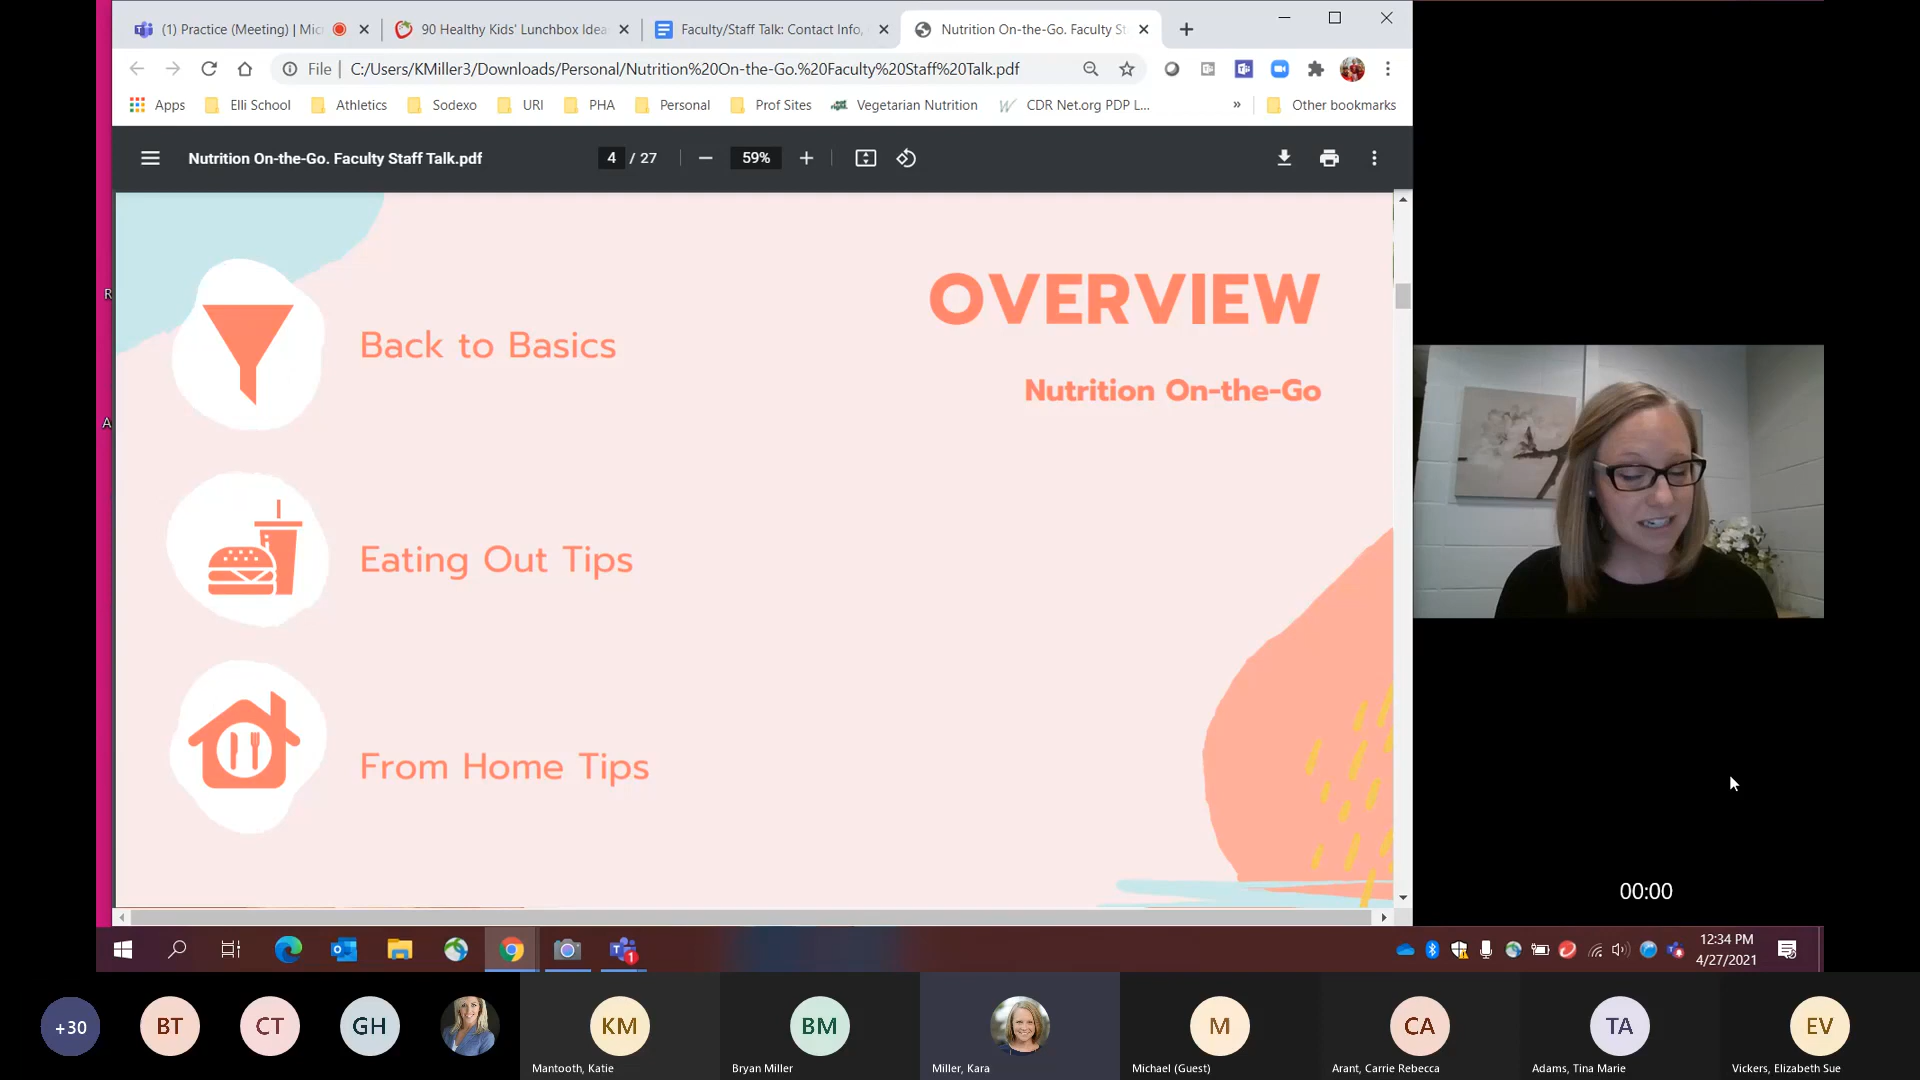 (1) Practice (Meeting) | Mic
90 Healthy Kids' Lunchbox Idea
Faculty/Staff Talk: Contact Info,
Nutrition On-the-Go. Faculty St
File
C:/Users/KMiller3/Downloads/Personal/Nutrition%20On-the-Go.%20Faculty%20Staff%20Talk.pdf
Apps
Elli School
Athletics
Sodexo
URI
PHA
Personal
Prof Sites
Vegetarian Nutrition
CDR Net.org PDP L...
»
Other bookmarks
Nutrition On-the-Go. Faculty Staff Talk.pdf
4 / 27
59%
R
A
OVERVIEW
Nutrition On-the-Go
Back to Basics
Eating Out Tips
From Home Tips
00:00
1
12:34 PM
4/27/2021
+30
BT
CT
GH
KM
Mantooth, Katie
BM
Bryan Miller
Miller, Kara
M
Michael (Guest)
CA
Arant, Carrie Rebecca
TA
Adams, Tina Marie
EV
Vickers, Elizabeth Sue